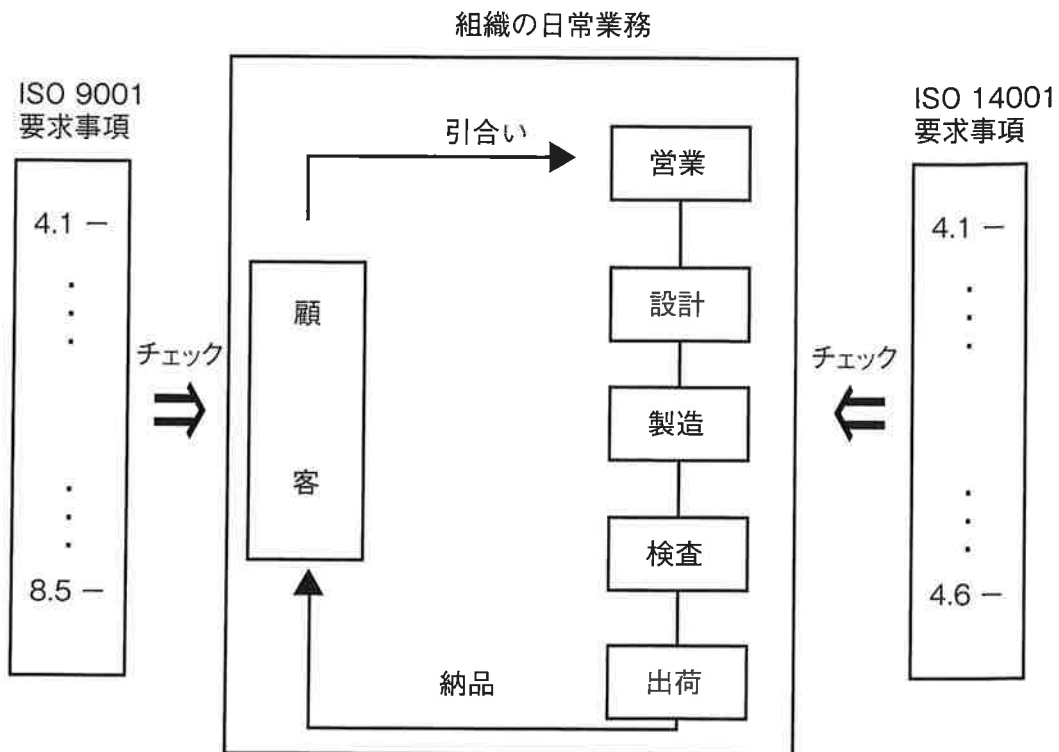 組織の日常業務
ISO 9001
要求事項
4.1 −
・
・
・
・
・
・
8.5 −
チェック
引合い
顧
客
営業
設計
製造
検査
出荷
納品
チェック
ISO 14001
要求事項
4.1 −
・
・
・
・
・
・
4.6 −